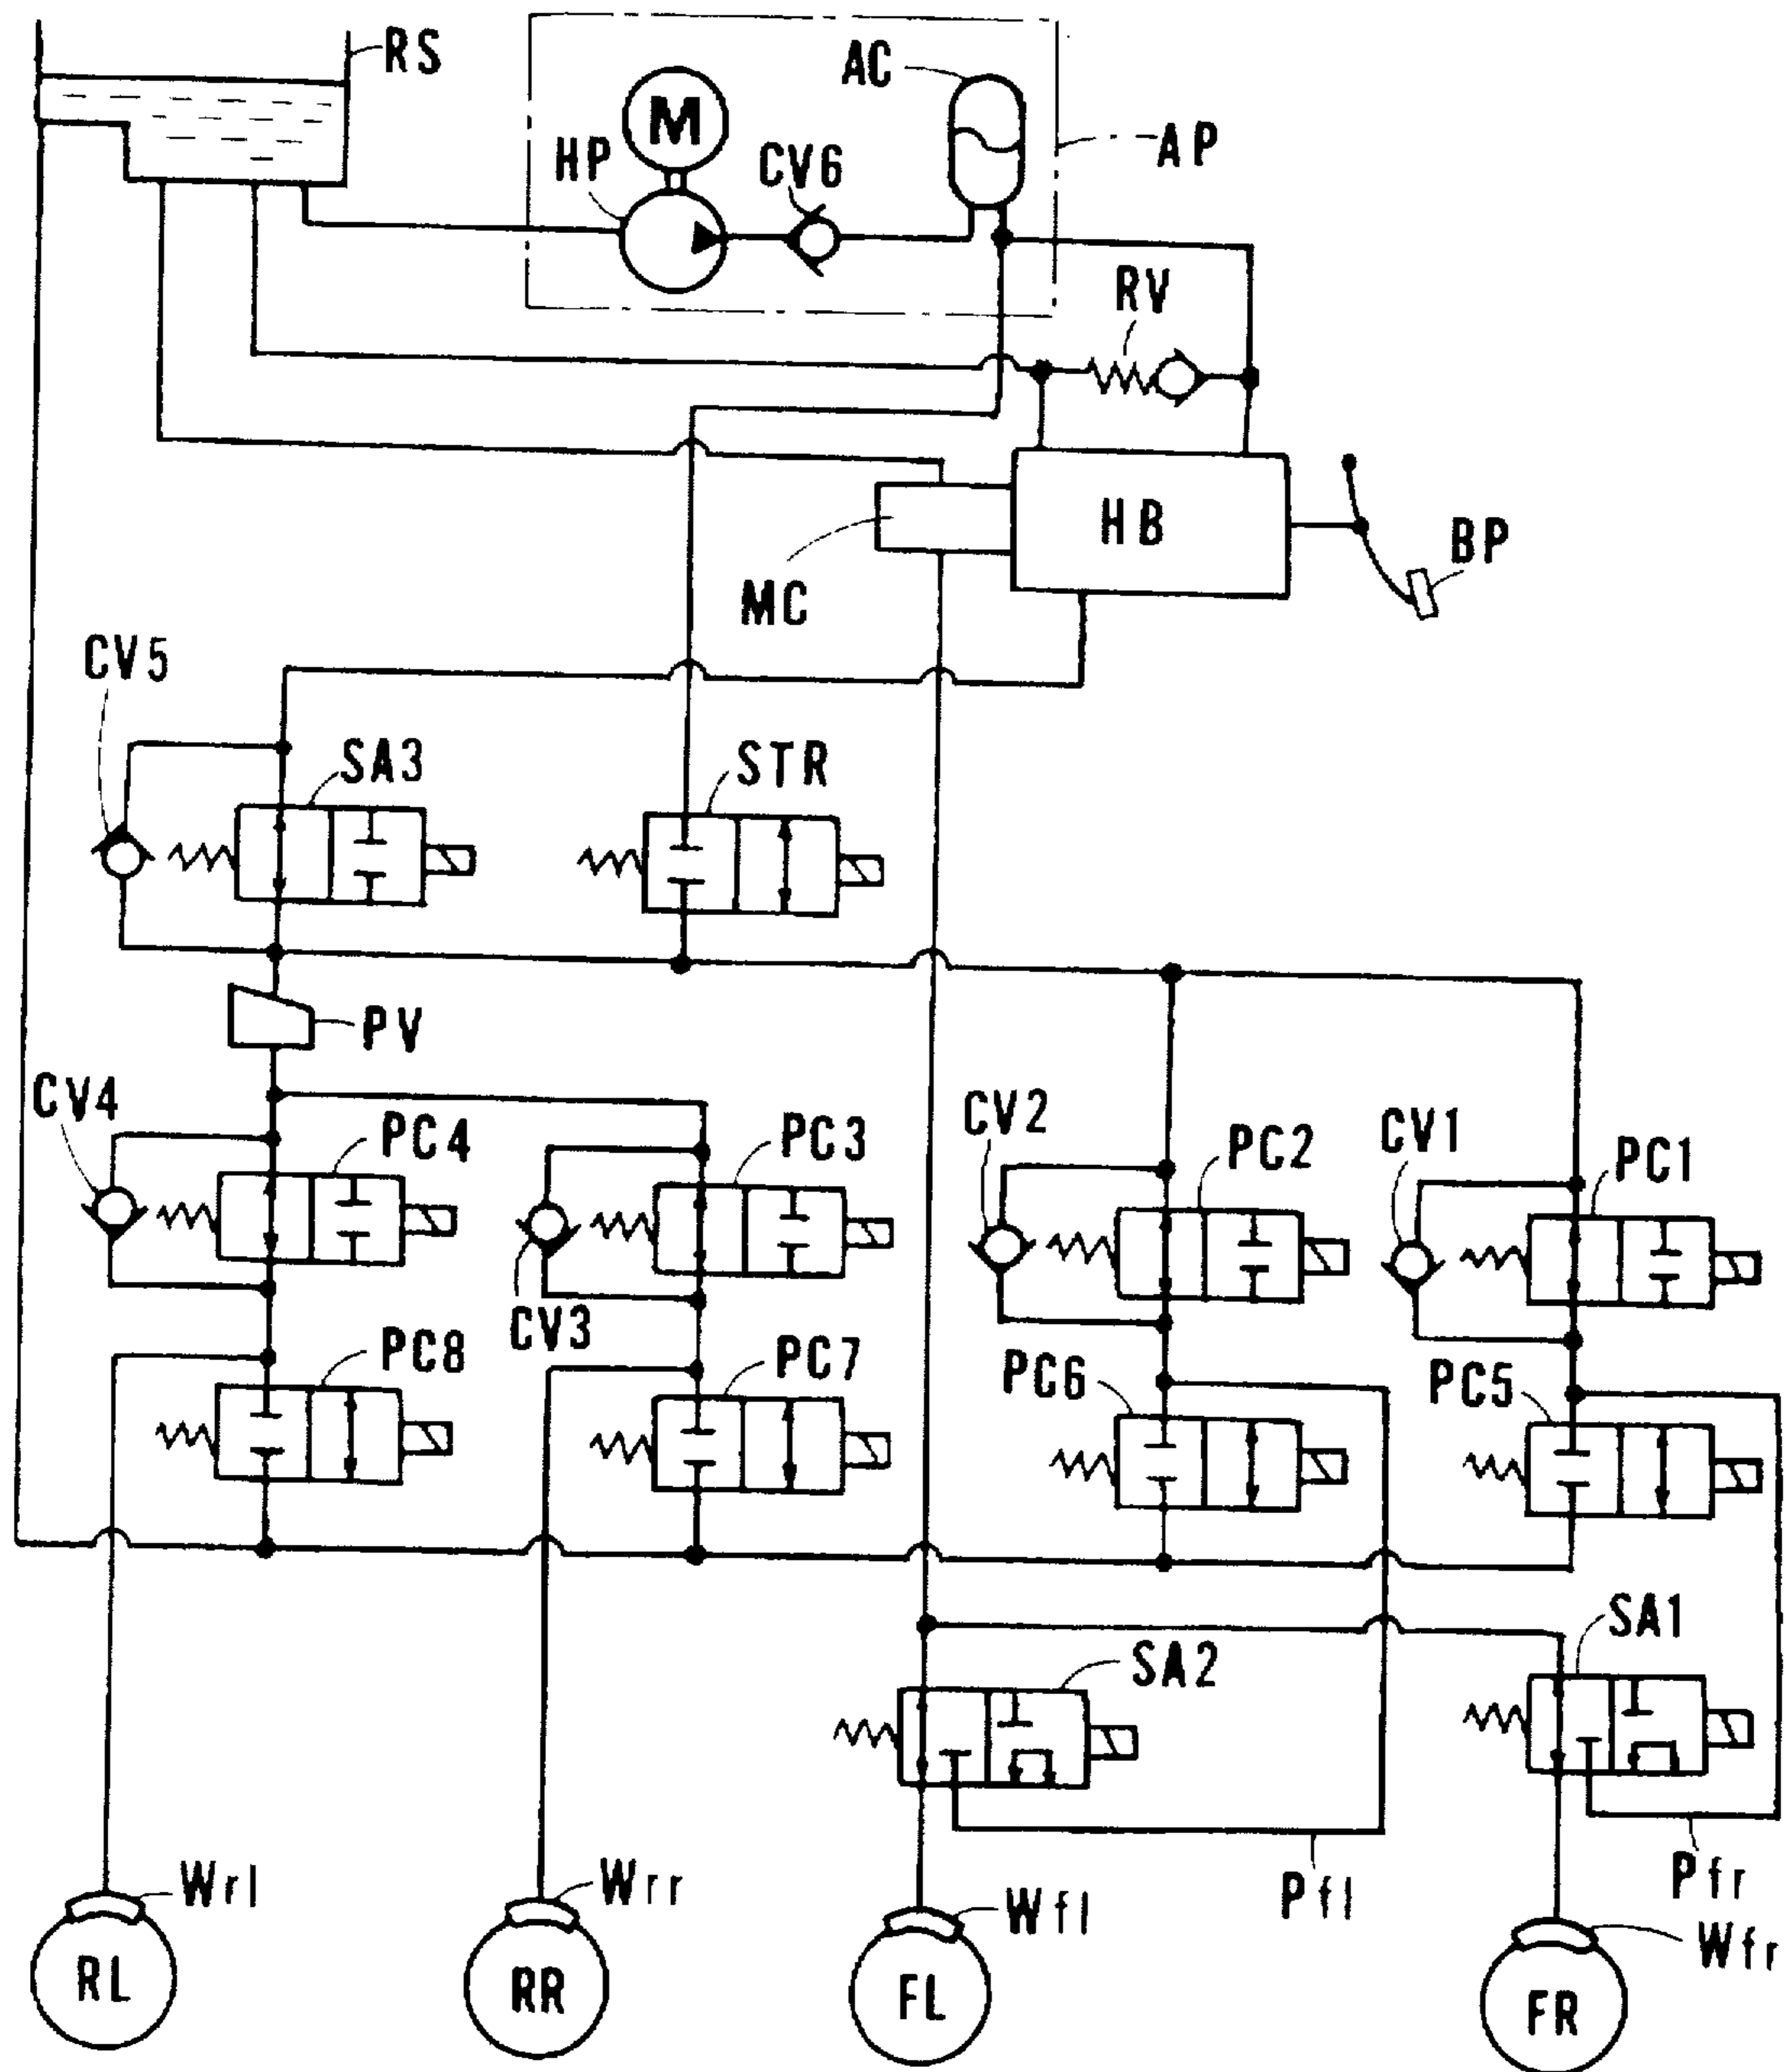 RS
AC
M
HP
CV6
AP
RV
HB
BP
MC
CV5
SA3
STR
PV
CV4
PC4
PC3
CV2
PC2
CV1
PC1
CV3
PC8
PC7
PC6
PC5
SA1
SA2
Wrl
Wrr
Wfl
Pfl
Pfr
Wfr
RL
RR
FL
FR